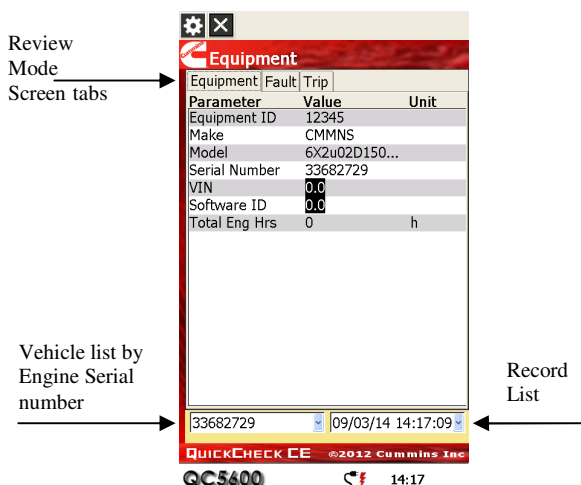 Review
Mode
Screen tabs
Equipment
Equipment Fault Trip
Parameter Value Unit
Equipment ID 12345
Make CMMNS
Model 6X2u02D150...
Serial Number 33682729
VIN 0.0
Software ID 0.0
Total Eng Hrs 0 h
Vehicle list by
Engine Serial
number
Record
List
33682729 09/03/14 14:17:09
QUICKCHECK CE ©2012 Cummins Inc
QC5600 14:17